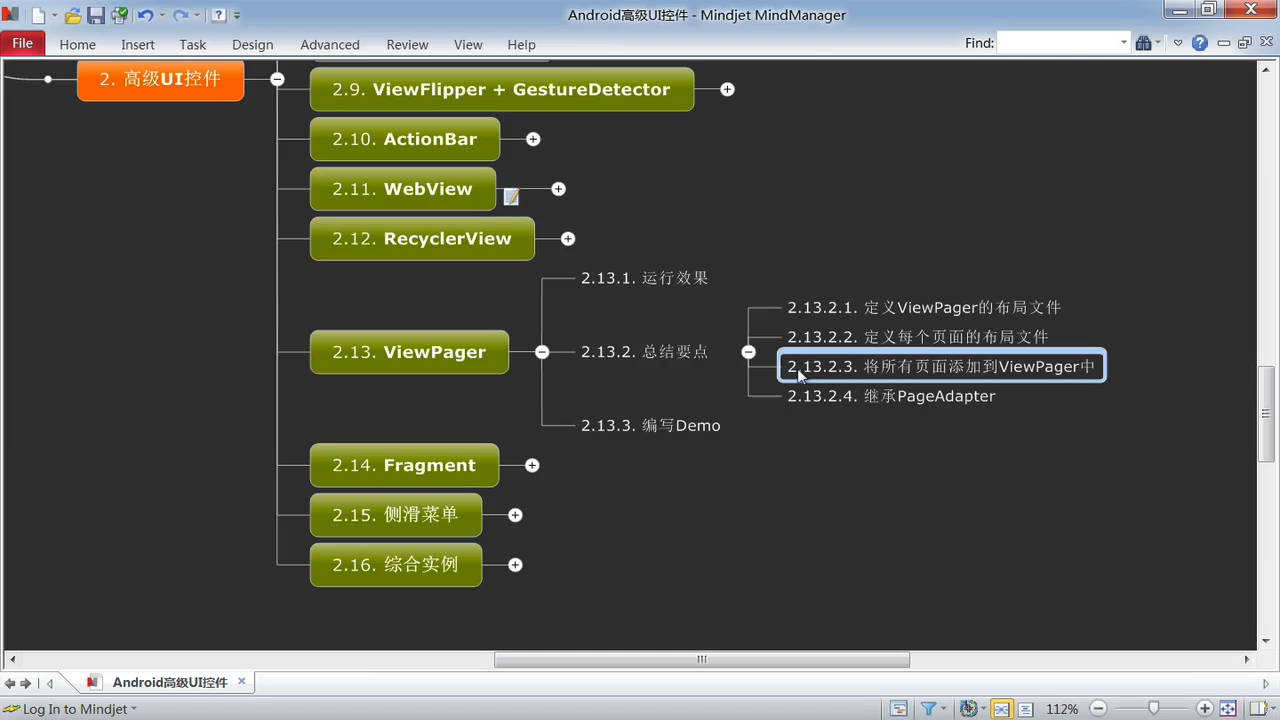 Android高级UI控件 - Mindjet MindManager
File Home Insert Task Design Advanced Review View Help Find:
2. 高级UI控件
2.9. ViewFlipper + GestureDetector
2.10. ActionBar
2.11. WebView
2.12. RecyclerView
2.13.1. 运行效果
2.13.2.1. 定义ViewPager的布局文件
2.13.2.2. 定义每个页面的布局文件
2.13. ViewPager
2.13.2. 总结要点
2.13.2.3. 将所有页面添加到ViewPager中
2.13.2.4. 继承PageAdapter
2.13.3. 编写Demo
2.14. Fragment
2.15. 侧滑菜单
2.16. 综合实例
Android高级UI控件
Log In to Mindjet
112%